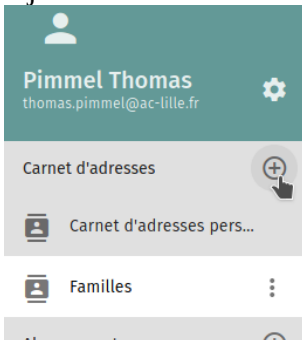 Pimmel Thomas
thomas.pimmel@ac-lille.fr
Carnet d'adresses
Carnet d'adresses pers...
Familles